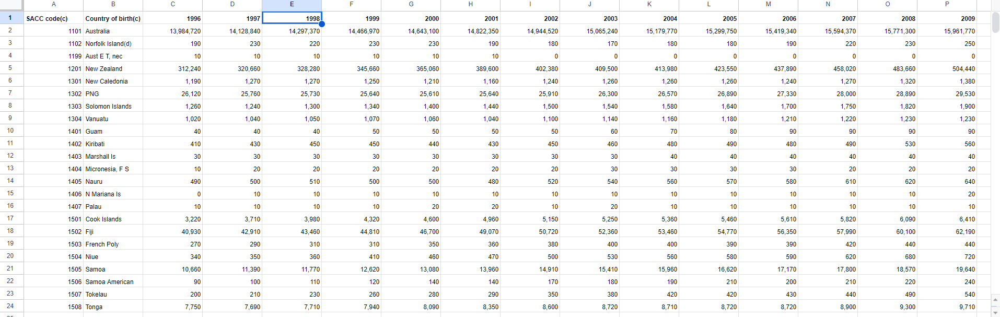 A B C D E F G H I J K L M N O P
1 SACC code(c) Country of birth(c) 1996 1997 1998 1999 2000 2001 2002 2003 2004 2005 2006 2007 2008 2009
2 1101 Australia 13,984,720 14,128,840 14,297,370 14,466,970 14,643,100 14,822,350 14,944,520 15,065,240 15,179,770 15,299,750 15,419,340 15,594,370 15,771,300 15,961,770
3 1102 Norfolk Island(d) 190 230 220 230 230 190 180 170 180 180 190 220 230 250
4 1199 Aust E T, nec 10 10 10 10 10 10 0 0 0 0 0 0 0 0
5 1201 New Zealand 312,240 320,660 328,280 345,660 365,060 389,600 402,380 409,500 413,980 423,550 437,890 458,020 483,660 504,440
6 1301 New Caledonia 1,190 1,270 1,270 1,250 1,210 1,160 1,240 1,260 1,260 1,260 1,240 1,270 1,320 1,380
7 1302 PNG 26,120 25,760 25,730 25,640 25,610 25,640 25,910 26,300 26,570 26,890 27,330 28,000 28,890 29,530
8 1303 Solomon Islands 1,260 1,240 1,300 1,340 1,400 1,440 1,500 1,540 1,580 1,640 1,700 1,750 1,820 1,900
9 1304 Vanuatu 1,020 1,040 1,050 1,070 1,060 1,040 1,100 1,140 1,160 1,180 1,210 1,220 1,230 1,230
10 1401 Guam 40 40 40 50 50 50 50 60 70 80 90 90 90 90
11 1402 Kiribati 410 430 450 450 440 430 450 460 480 490 480 490 530 560
12 1403 Marshall Is 30 30 30 30 30 30 30 30 40 40 40 40 40 40
13 1404 Micronesia, F S 10 20 20 20 20 20 20 30 30 30 30 20 20 20
14 1405 Nauru 490 500 510 500 500 480 520 540 560 570 580 610 620 640
15 1406 N Mariana Is 0 10 10 10 10 10 10 10 10 10 10 10 10 20
16 1407 Palau 10 10 10 10 20 20 10 20 10 10 10 10 10 10
17 1501 Cook Islands 3,220 3,710 3,980 4,320 4,600 4,960 5,150 5,250 5,360 5,460 5,610 5,820 6,090 6,410
18 1502 Fiji 40,930 42,910 43,460 44,810 46,700 49,070 50,720 52,360 53,460 54,770 56,350 57,990 60,100 62,190
19 1503 French Poly 270 290 310 310 350 360 380 400 400 390 390 420 440 440
20 1504 Niue 340 350 360 410 460 470 500 530 560 580 590 620 680 720
21 1505 Samoa 10,660 11,390 11,770 12,620 13,080 13,960 14,910 15,410 15,960 16,620 17,170 17,800 18,570 19,640
22 1506 Samoa American 90 100 110 120 140 140 170 180 190 210 200 210 220 240
23 1507 Tokelau 200 210 230 260 280 290 350 380 420 420 430 440 490 540
24 1508 Tonga 7,750 7,690 7,710 7,940 8,090 8,350 8,600 8,720 8,710 8,720 8,720 8,900 9,300 9,710